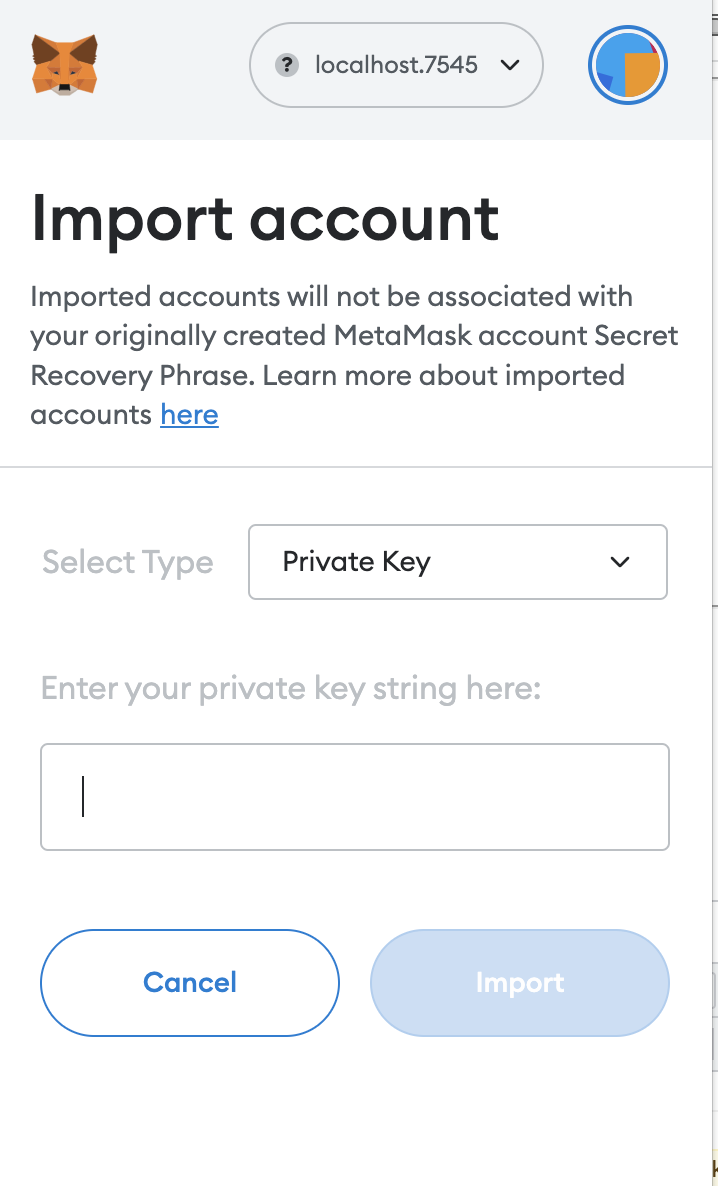 ? localhost.7545
Import account
Imported accounts will not be associated with
your originally created MetaMask account Secret
Recovery Phrase. Learn more about imported
accounts here
Select Type Private Key
Enter your private key string here:
Cancel Import